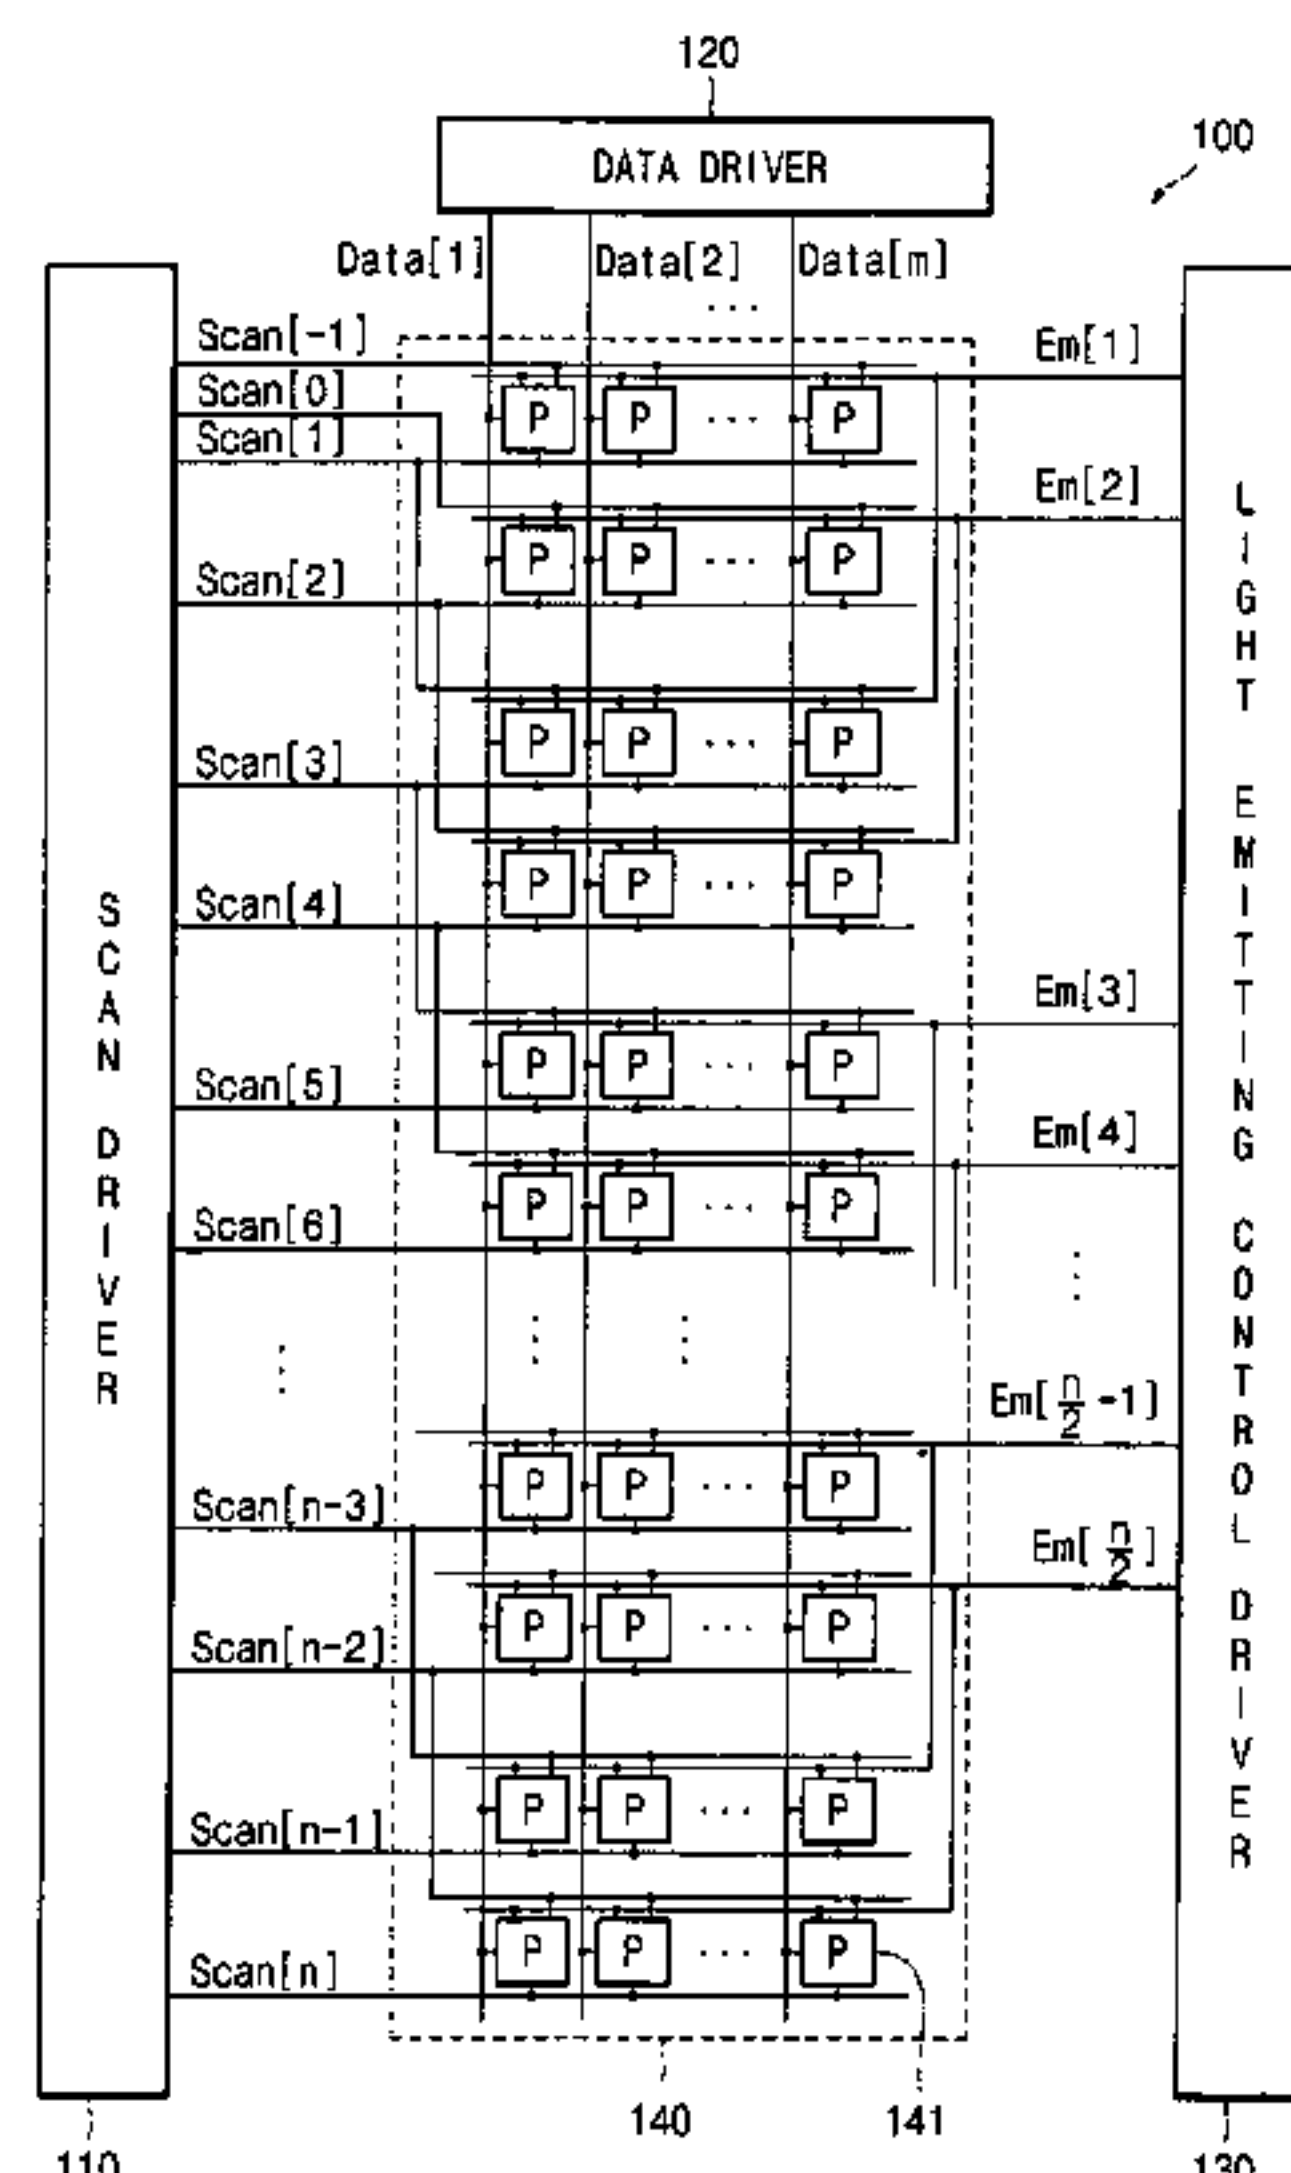 120
DATA DRIVER
100
Data[1] Data[2] Data[m]
...
Scan[-1]
Em[1]
Scan[0]
P P ... P
Scan[1]
Em[2]
P P ... P
Scan[2]
P P ... P
Scan[3]
P P ... P
Scan[4]
Em[3]
P P ... P
Scan[5]
Em[4]
P P ... P
Scan[6]
Em[n/2 -1]
P P ... P
Scan[n-3]
Em[n/2]
P P ... P
Scan[n-2]
P P ... P
Scan[n-1]
P P ... P
Scan[n]
SCAN DRIVER
LIGHT EMITTING CONTROL DRIVER
140 141
110 130